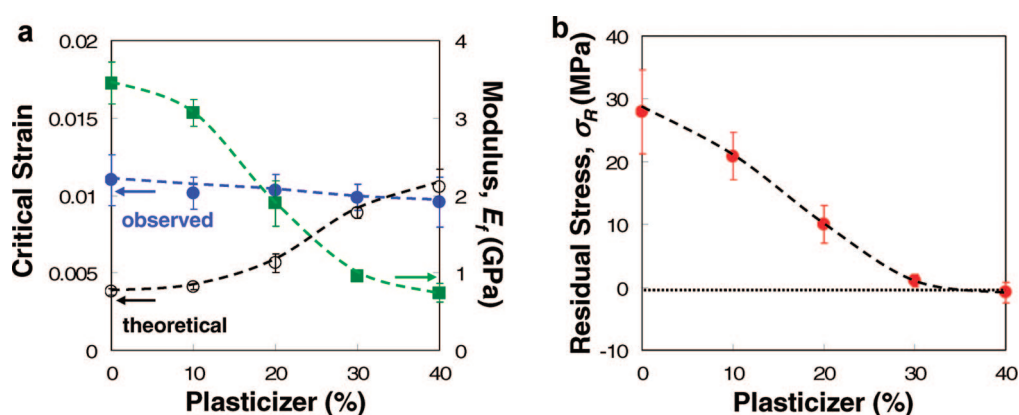 a
0.02
0.015
0.01
0.005
0
Critical Strain
observed
theoretical
4
3
2
1
0
Modulus, E_f (GPa)
0 10 20 30 40
Plasticizer (%)
b
40
30
20
10
0
-10
Residual Stress, σ_R (MPa)
0 10 20 30 40
Plasticizer (%)